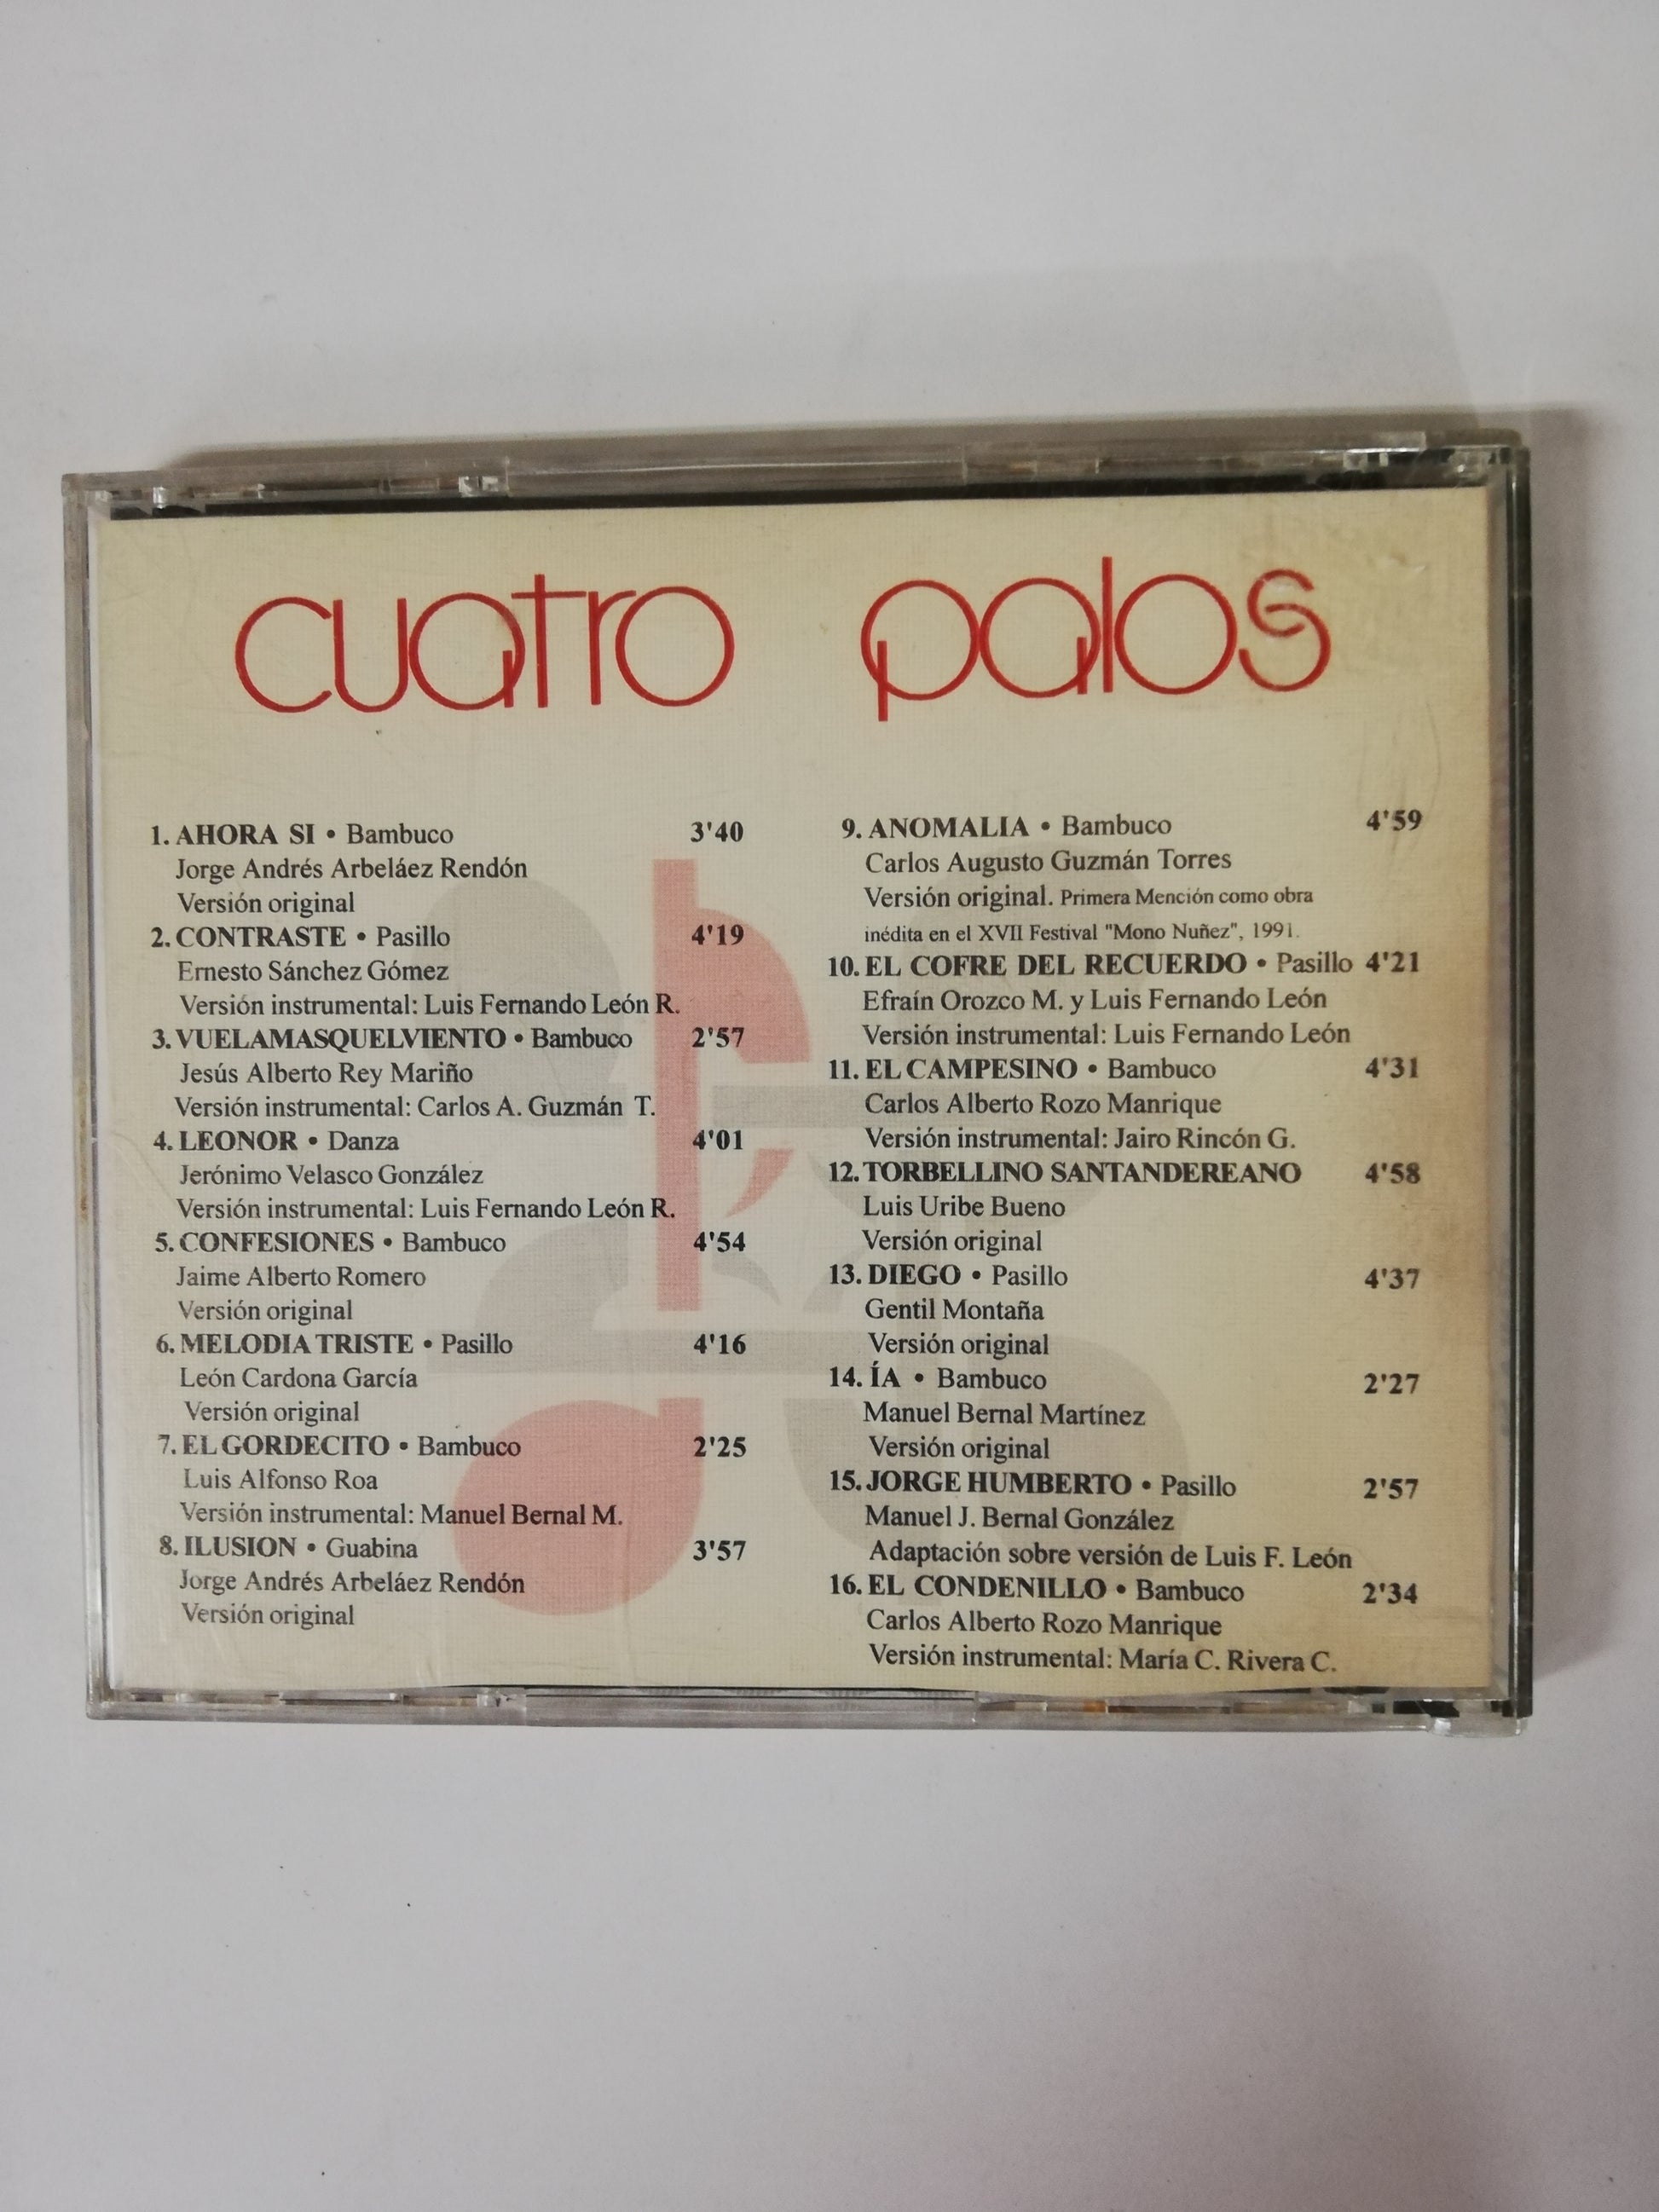 cuatro palos
1. AHORA SI • Bambuco 3'40
Jorge Andrés Arbeláez Rendón
Versión original
2. CONTRASTE • Pasillo 4'19
Ernesto Sánchez Gómez
Versión instrumental: Luis Fernando León R.
3. VUELAMASQUELVIENTO • Bambuco 2'57
Jesús Alberto Rey Mariño
Versión instrumental: Carlos A. Guzmán T.
4. LEONOR • Danza 4'01
Jerónimo Velasco González
Versión instrumental: Luis Fernando León R.
5. CONFESIONES • Bambuco 4'54
Jaime Alberto Romero
Versión original
6. MELODIA TRISTE • Pasillo 4'16
León Cardona García
Versión original
7. EL GORDECITO • Bambuco 2'25
Luis Alfonso Roa
Versión instrumental: Manuel Bernal M.
8. ILUSION • Guabina 3'57
Jorge Andrés Arbeláez Rendón
Versión original
9. ANOMALIA • Bambuco 4'59
Carlos Augusto Guzmán Torres
Versión original. Primera Mención como obra
inédita en el XVII Festival "Mono Nuñez", 1991.
10. EL COFRE DEL RECUERDO • Pasillo 4'21
Efraín Orozco M. y Luis Fernando León
Versión instrumental: Luis Fernando León
11. EL CAMPESINO • Bambuco 4'31
Carlos Alberto Rozo Manrique
Versión instrumental: Jairo Rincón G.
12. TORBELLINO SANTANDEREANO 4'58
Luis Uribe Bueno
Versión original
13. DIEGO • Pasillo 4'37
Gentil Montaña
Versión original
14. ÍA • Bambuco 2'27
Manuel Bernal Martínez
Versión original
15. JORGE HUMBERTO • Pasillo 2'57
Manuel J. Bernal González
Adaptación sobre versión de Luis F. León
16. EL CONDENILLO • Bambuco 2'34
Carlos Alberto Rozo Manrique
Versión instrumental: María C. Rivera C.